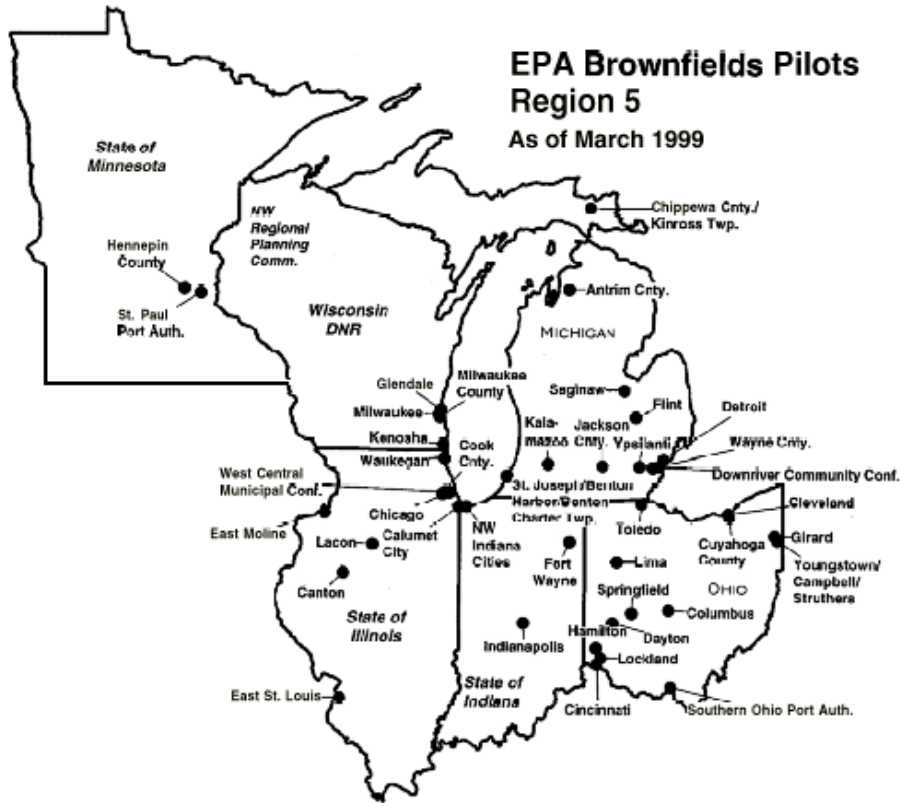 EPA Brownfields Pilots
Region 5
As of March 1999
State of
Minnesota
NW
Regional
Planning
Comm.
Chippewa Cnty./
Kinross Twp.
Hennepin
County
St. Paul
Port Auth.
Antrim Cnty.
Wisconsin
DNR
MICHIGAN
Glendale
Milwaukee
County
Milwaukee
Saginaw
Flint
Detroit
Kala-
mazoo
Jackson
Cnty.
Ypsilanti
Wayne Cnty.
Kenosha
Waukegan
Cook
Cnty.
Downriver Community Conf.
West Central
Municipal Conf.
St. Joseph/Benton
Harbor/Benton
Charter Twp.
Cleveland
Chicago
Calumet
City
NW
Indiana
Cities
Toledo
East Moline
Lacon
Canton
Fort
Wayne
Lima
Cuyahoga
County
Girard
Youngstown/
Campbell/
Struthers
OHIO
Springfield
Columbus
State of
Illinois
Indianapolis
Hamilton
Dayton
Lockland
East St. Louis
State of
Indiana
Cincinnati
Southern Ohio Port Auth.